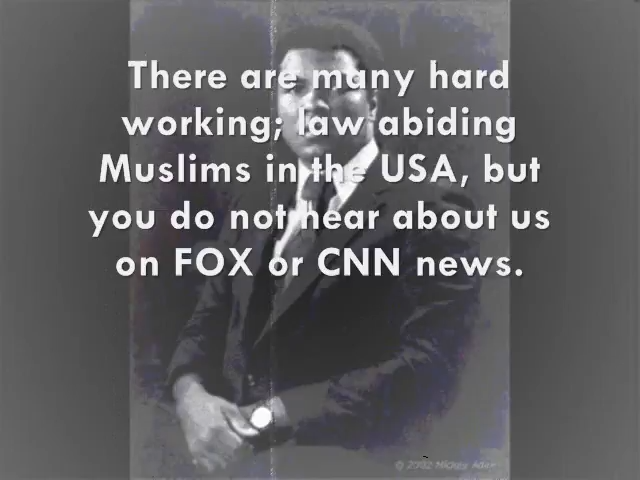 There are many hard
working; law abiding
Muslims in the USA, but
you do not hear about us
on FOX or CNN news.
© 2002